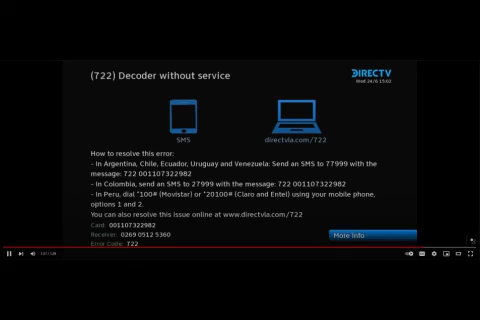 (722) Decoder without service
DIRECTV
Wed 24/6 15:02
SMS
directvla.com/722
How to resolve this error:
- In Argentina, Chile, Ecuador, Uruguay and Venezuela: Send an SMS to 77999 with the
message: 722 001107322982
- In Colombia, send an SMS to 27999 with the message: 722 001107322982
- In Peru, dial *100# (Movistar) or *20100# (Claro and Entel) using your mobile phone,
options 1 and 2.
You can also resolve this issue online at www.directvla.com/722
Card: 001107322982
Receiver: 0269 0512 5360
Error Code: 722
More Info